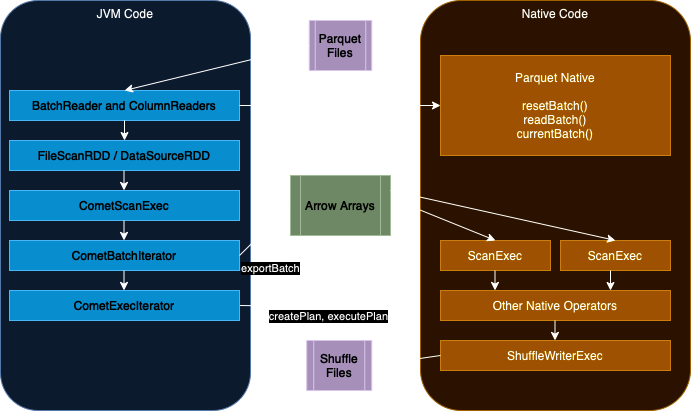 JVM Code
Native Code
Parquet
Files
BatchReader and ColumnReaders
Parquet Native
resetBatch()
readBatch()
currentBatch()
FileScanRDD / DataSourceRDD
CometScanExec
Arrow Arrays
CometBatchIterator
exportBatch
ScanExec
ScanExec
CometExecIterator
createPlan, executePlan
Other Native Operators
Shuffle
Files
ShuffleWriterExec